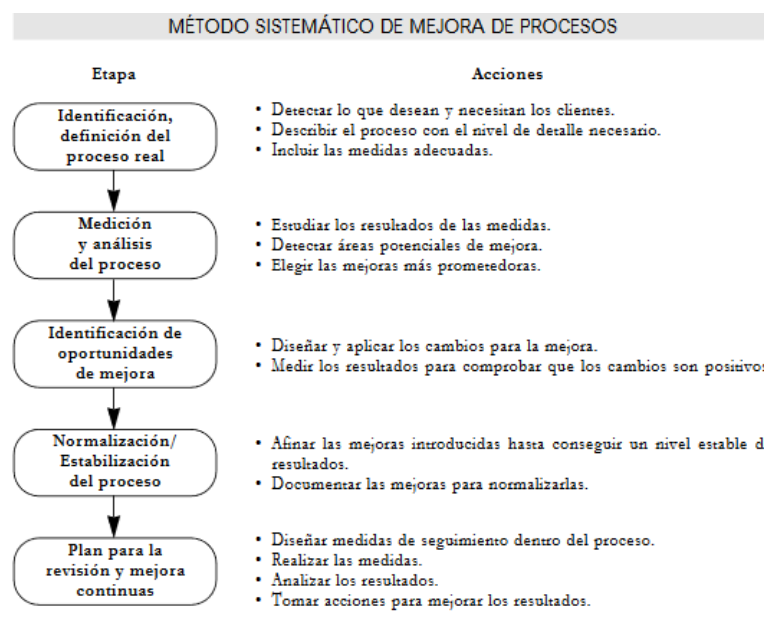 MÉTODO SISTEMÁTICO DE MEJORA DE PROCESOS
Etapa
Acciones
Identificación,
definición del
proceso real
• Detectar lo que desean y necesitan los clientes.
• Describir el proceso con el nivel de detalle necesario.
• Incluir las medidas adecuadas.
Medición
y análisis
del proceso
• Estudiar los resultados de las medidas.
• Detectar áreas potenciales de mejora.
• Elegir las mejoras más prometedoras.
Identificación de
oportunidades
de mejora
• Diseñar y aplicar los cambios para la mejora.
• Medir los resultados para comprobar que los cambios son positivos
Normalización/
Estabilización
del proceso
• Afinar las mejoras introducidas hasta conseguir un nivel estable d
resultados.
• Documentar las mejoras para normalizarlas.
Plan para la
revisión y mejora
continuas
• Diseñar medidas de seguimiento dentro del proceso.
• Realizar las medidas.
• Analizar los resultados.
• Tomar acciones para mejorar los resultados.